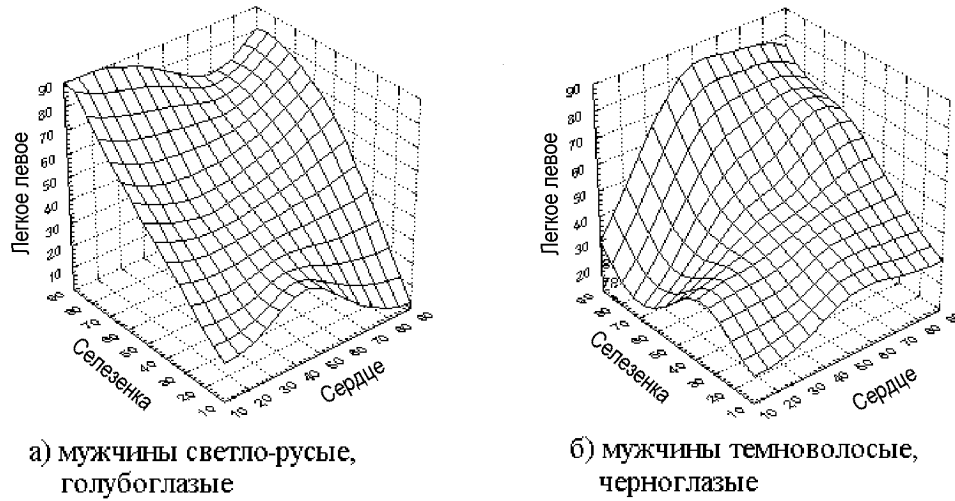 90
80
70
60
50
40
30
20
10
Легкое левое
Селезенка
10 20 30 40 50 60 70 80
Сердце
90
80
70
60
50
40
30
20
Легкое левое
Селезенка
10 20 30 40 50 60 70 80
Сердце
а) мужчины светло-русые,
голубоглазые
б) мужчины темноволосые,
черноглазые